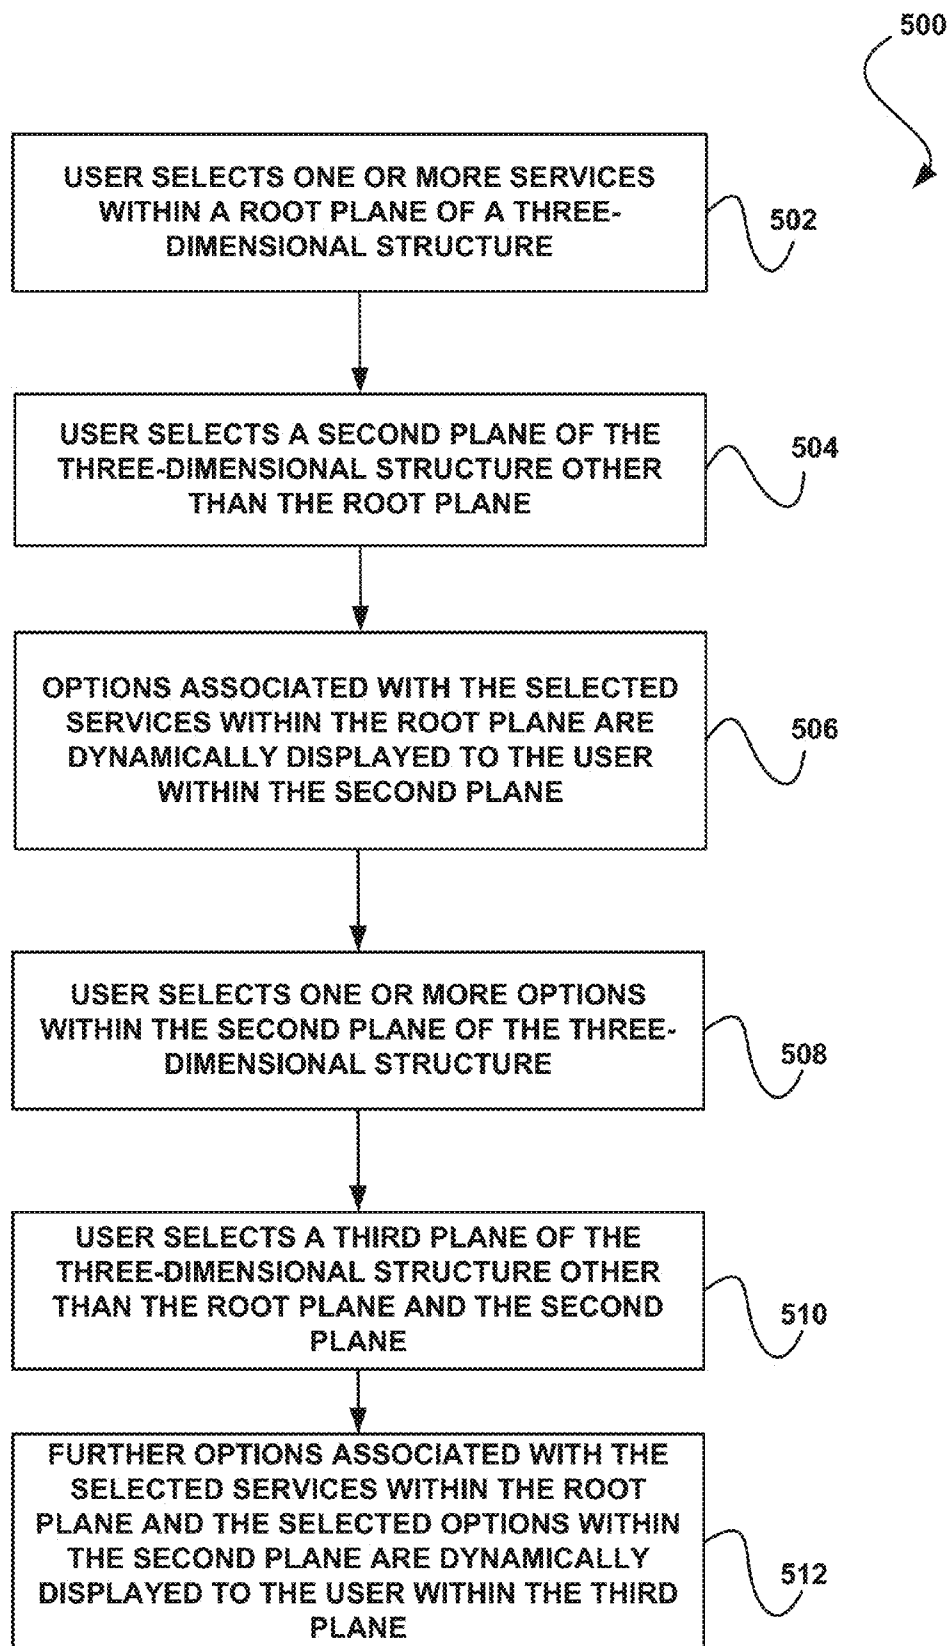 500
USER SELECTS ONE OR MORE SERVICES
WITHIN A ROOT PLANE OF A THREE-
DIMENSIONAL STRUCTURE
502
USER SELECTS A SECOND PLANE OF THE
THREE-DIMENSIONAL STRUCTURE OTHER
THAN THE ROOT PLANE
504
OPTIONS ASSOCIATED WITH THE SELECTED
SERVICES WITHIN THE ROOT PLANE ARE
DYNAMICALLY DISPLAYED TO THE USER
WITHIN THE SECOND PLANE
506
USER SELECTS ONE OR MORE OPTIONS
WITHIN THE SECOND PLANE OF THE THREE-
DIMENSIONAL STRUCTURE
508
USER SELECTS A THIRD PLANE OF THE
THREE-DIMENSIONAL STRUCTURE OTHER
THAN THE ROOT PLANE AND THE SECOND
PLANE
510
FURTHER OPTIONS ASSOCIATED WITH THE
SELECTED SERVICES WITHIN THE ROOT
PLANE AND THE SELECTED OPTIONS WITHIN
THE SECOND PLANE ARE DYNAMICALLY
DISPLAYED TO THE USER WITHIN THE THIRD
PLANE
512